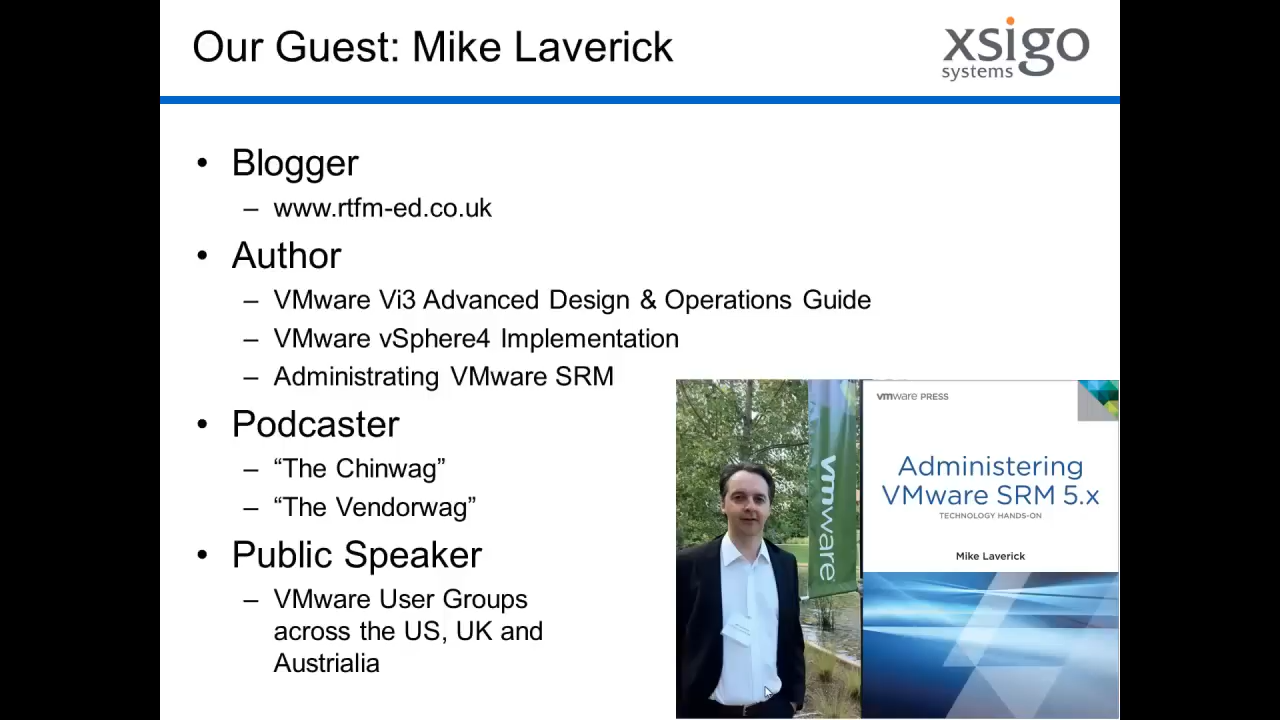 Our Guest: Mike Laverick
xsigo
systems
• Blogger
– www.rtfm-ed.co.uk
• Author
– VMware Vi3 Advanced Design & Operations Guide
– VMware vSphere4 Implementation
– Administrating VMware SRM
• Podcaster
– “The Chinwag”
– “The Vendorwag”
• Public Speaker
– VMware User Groups
across the US, UK and
Austrialia
vmware
vmware PRESS
Administering
VMware SRM 5.x
TECHNOLOGY HANDS-ON
Mike Laverick